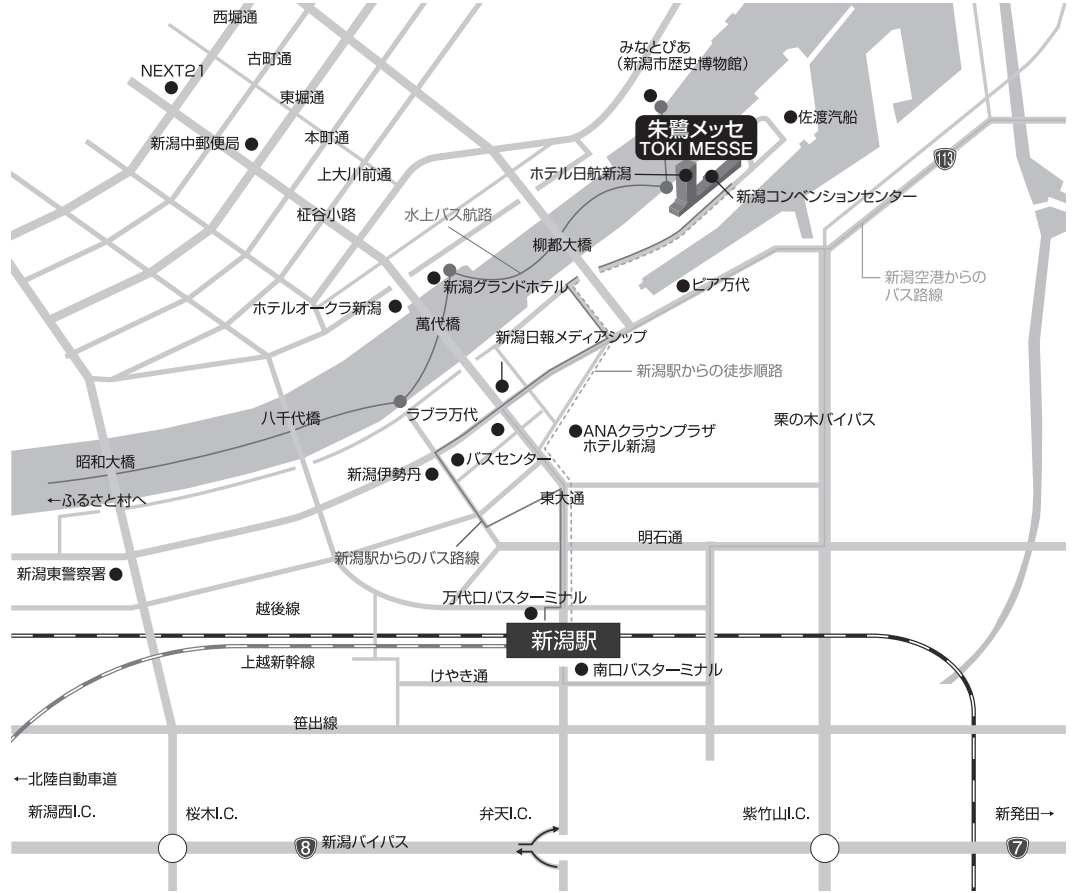 西堀通
古町通
NEXT21
東堀通
新潟中郵便局
本町通
上大川前通
柾谷小路
水上バス航路
みなとぴあ
（新潟市歴史博物館）
朱鷺メッセ
TOKI MESSE
佐渡汽船
113
ホテル日航新潟
新潟コンベンションセンター
柳都大橋
新潟空港からの
バス路線
新潟グランドホテル
ピア万代
ホテルオークラ新潟
萬代橋
新潟日報メディアシップ
新潟駅からの徒歩順路
八千代橋
ラブラ万代
ANAクラウンプラザ
ホテル新潟
栗の木バイパス
昭和大橋
バスセンター
新潟伊勢丹
←ふるさと村へ
東大通
明石通
新潟駅からのバス路線
新潟東警察署
万代口バスターミナル
越後線
新潟駅
上越新幹線
けやき通
南口バスターミナル
笹出線
←北陸自動車道
新潟西I.C.
桜木I.C.
弁天I.C.
紫竹山I.C.
新発田→
8
新潟バイパス
7